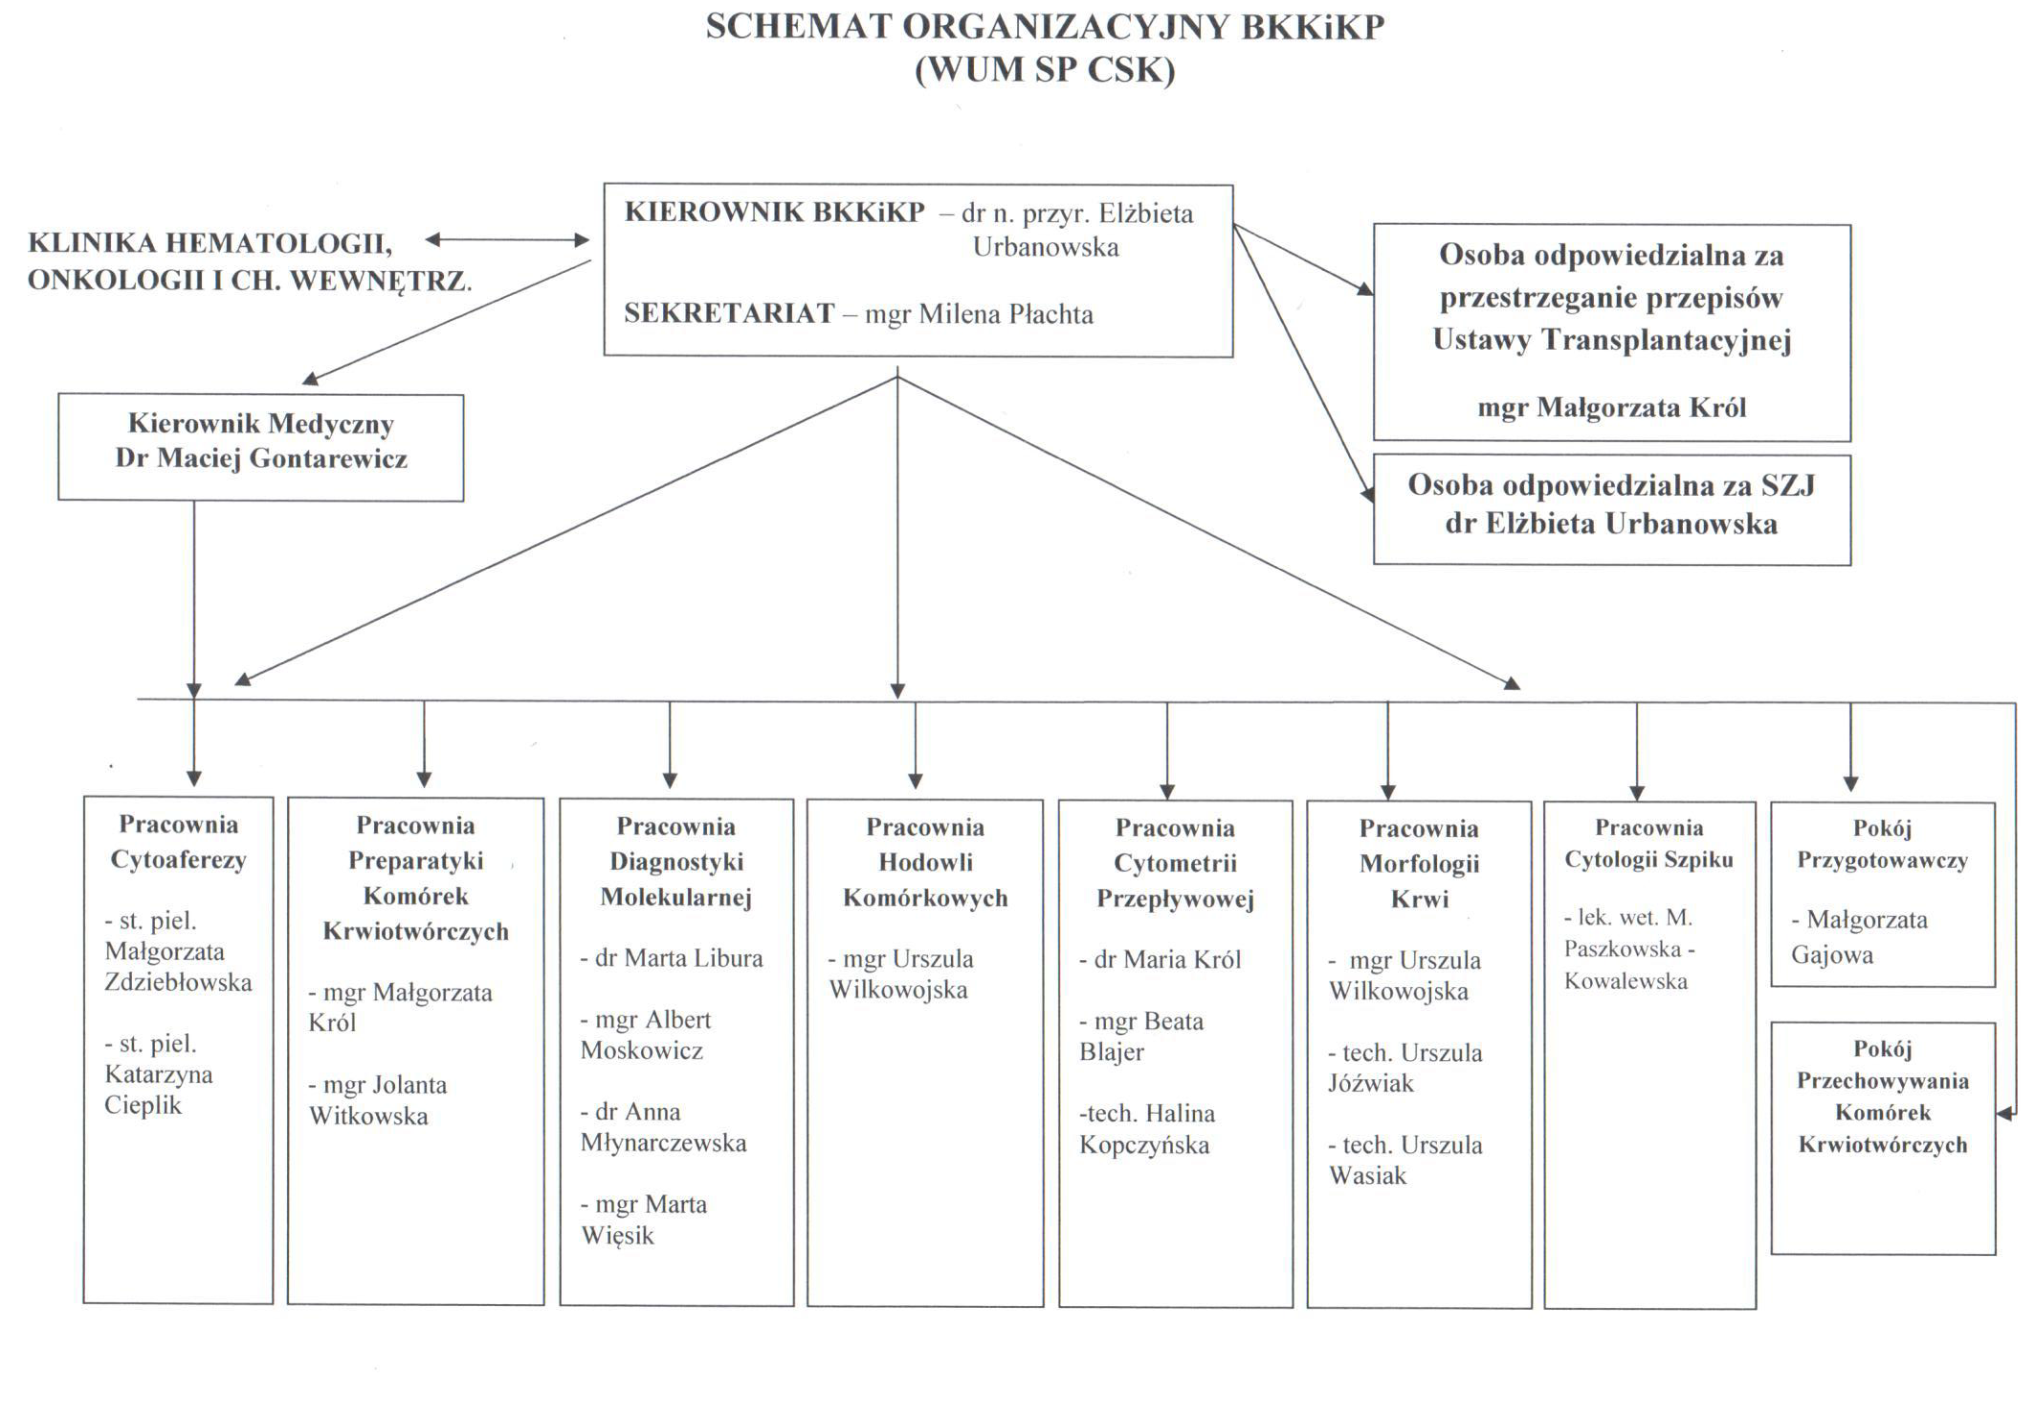 SCHEMAT ORGANIZACYJNY BKKiKP
(WUM SP CSK)
KLINIKA HEMATOLOGII,
ONKOLOGII I CH. WEWNĘTRZ.
KIEROWNIK BKKiKP – dr n. przyr. Elżbieta
Urbanowska
SEKRETARIAT – mgr Milena Płachta
Osoba odpowiedzialna za
przestrzeganie przepisów
Ustawy Transplantacyjnej
mgr Małgorzata Król
Kierownik Medyczny
Dr Maciej Gontarewicz
Osoba odpowiedzialna za SZJ
dr Elżbieta Urbanowska
Pracownia
Cytoaferezy
- st. piel.
Małgorzata
Zdziebłowska
- st. piel.
Katarzyna
Cieplik
Pracownia
Preparatyki
Komórek
Krwiotwórczych
- mgr Małgorzata
Król
- mgr Jolanta
Witkowska
Pracownia
Diagnostyki
Molekularnej
- dr Marta Libura
- mgr Albert
Moskowicz
- dr Anna
Młynarczewska
- mgr Marta
Więsik
Pracownia
Hodowli
Komórkowych
- mgr Urszula
Wilkowojska
Pracownia
Cytometrii
Przepływowej
- dr Maria Król
- mgr Beata
Blajer
-tech. Halina
Kopczyńska
Pracownia
Morfologii
Krwi
- mgr Urszula
Wilkowojska
- tech. Urszula
Jóźwiak
- tech. Urszula
Wasiak
Pracownia
Cytologii Szpiku
- lek. wet. M.
Paszkowska -
Kowalewska
Pokój
Przygotowawczy
- Małgorzata
Gajowa
Pokój
Przechowywania
Komórek
Krwiotwórczych